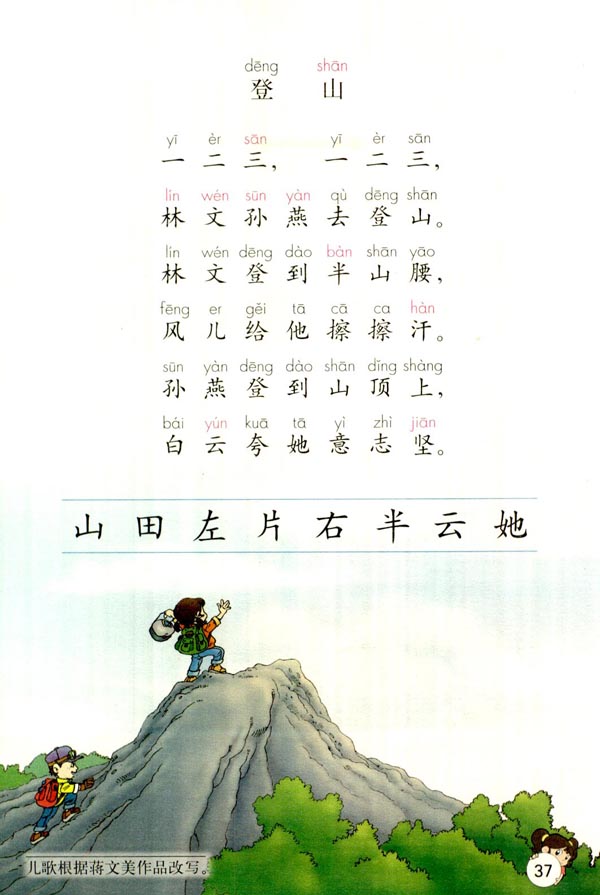 dēng shān
登 山
yī èr sān yī èr sān
一 二 三， 一 二 三，
lín wén sūn yàn qù dēng shān
林 文 孙 燕 去 登 山。
lín wén dēng dào bàn shān yāo
林 文 登 到 半 山 腰，
fēng er gěi tā cā ca hàn
风 儿 给 他 擦 擦 汗。
sūn yàn dēng dào shān dǐng shàng
孙 燕 登 到 山 顶 上，
bái yún kuā tā yì zhì jiān
白 云 夸 她 意 志 坚。
山 田 左 片 右 半 云 她
儿歌根据蒋文美作品改写。
37